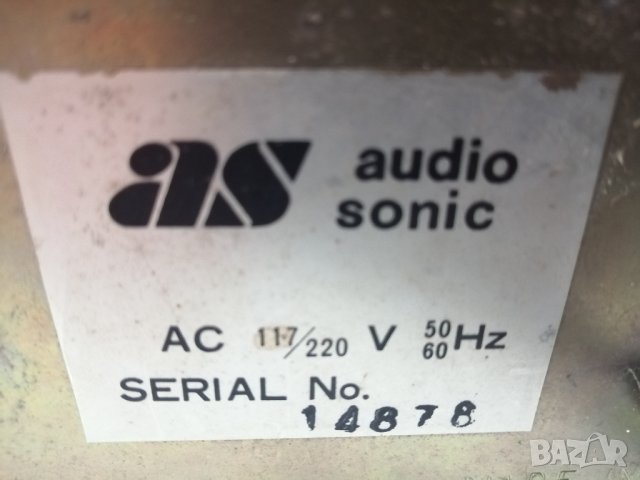 as audio
sonic
AC 117/220 V 50/60 Hz
SERIAL No.
14878
BAZAR